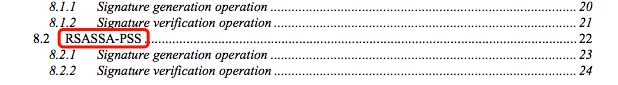 8.1.1 Signature generation operation ........................................................................ 20
8.1.2 Signature verification operation ........................................................................ 21
8.2 RSASSA-PSS ........................................................................ 22
8.2.1 Signature generation operation ........................................................................ 23
8.2.2 Signature verification operation ........................................................................ 24